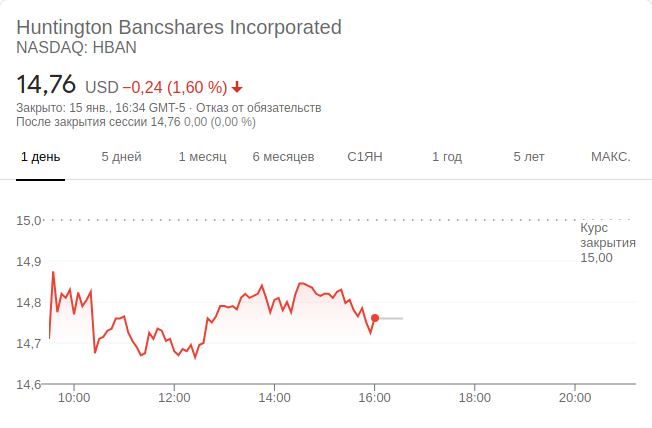 Huntington Bancshares Incorporated
NASDAQ: HBAN
14,76 USD −0,24 (1,60 %)
Закрыто: 15 янв., 16:34 GMT-5 · Отказ от обязательств
После закрытия сессии 14,76 0,00 (0,00 %)
1 день 5 дней 1 месяц 6 месяцев С1ЯН 1 год 5 лет МАКС.
15,0
Курс
закрытия
15,00
14,9
14,8
14,7
14,6
10:00 12:00 14:00 16:00 18:00 20:00